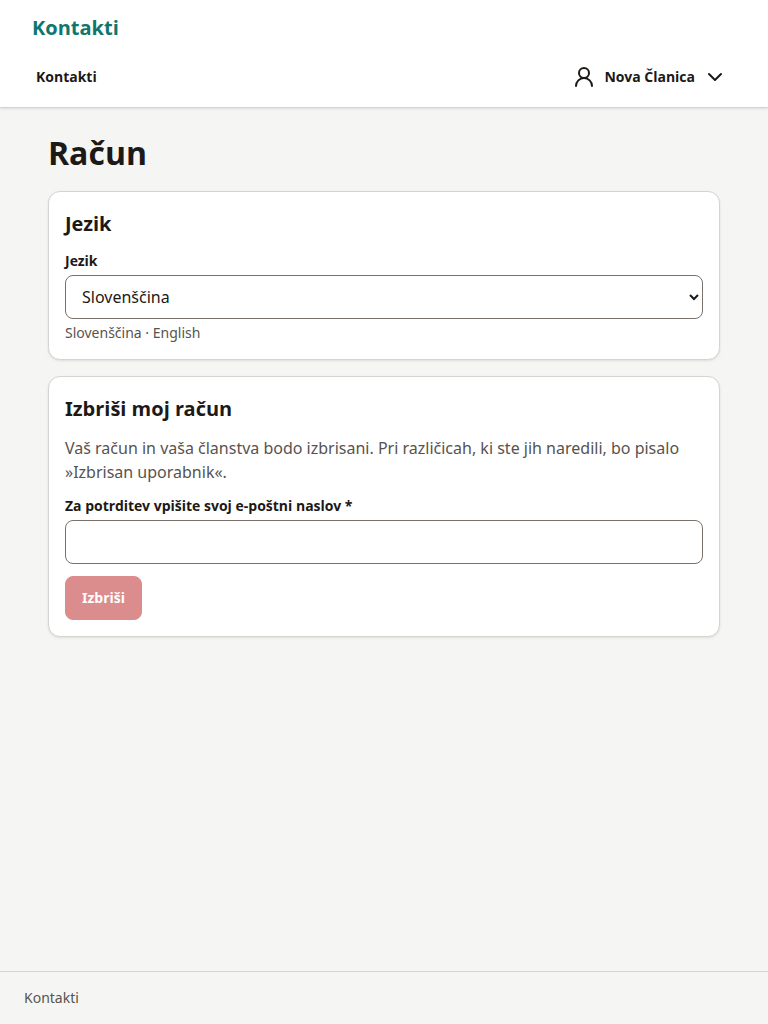 Kontakti
Kontakti
Nova Članica
Račun
Jezik
Jezik
Slovenščina
Slovenščina · English
Izbriši moj račun
Vaš račun in vaša članstva bodo izbrisani. Pri različicah, ki ste jih naredili, bo pisalo
»Izbrisan uporabnik«.
Za potrditev vpišite svoj e-poštni naslov *
Izbriši
Kontakti